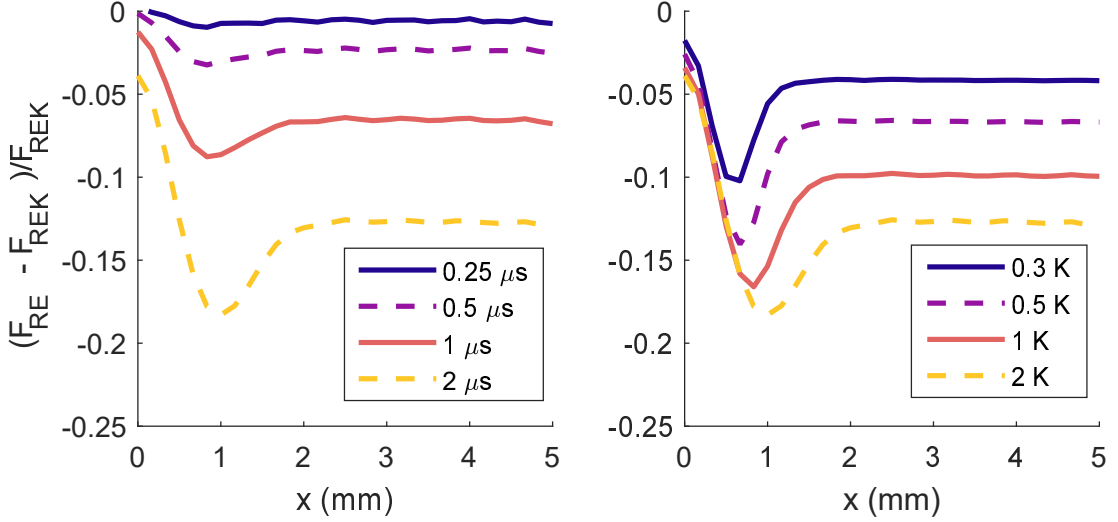 (F_RE - F_REK)/F_REK
0
-0.05
-0.1
-0.15
-0.2
-0.25
0 1 2 3 4 5
x (mm)
0.25 μs
0.5 μs
1 μs
2 μs
0
-0.05
-0.1
-0.15
-0.2
-0.25
0 1 2 3 4 5
x (mm)
0.3 K
0.5 K
1 K
2 K